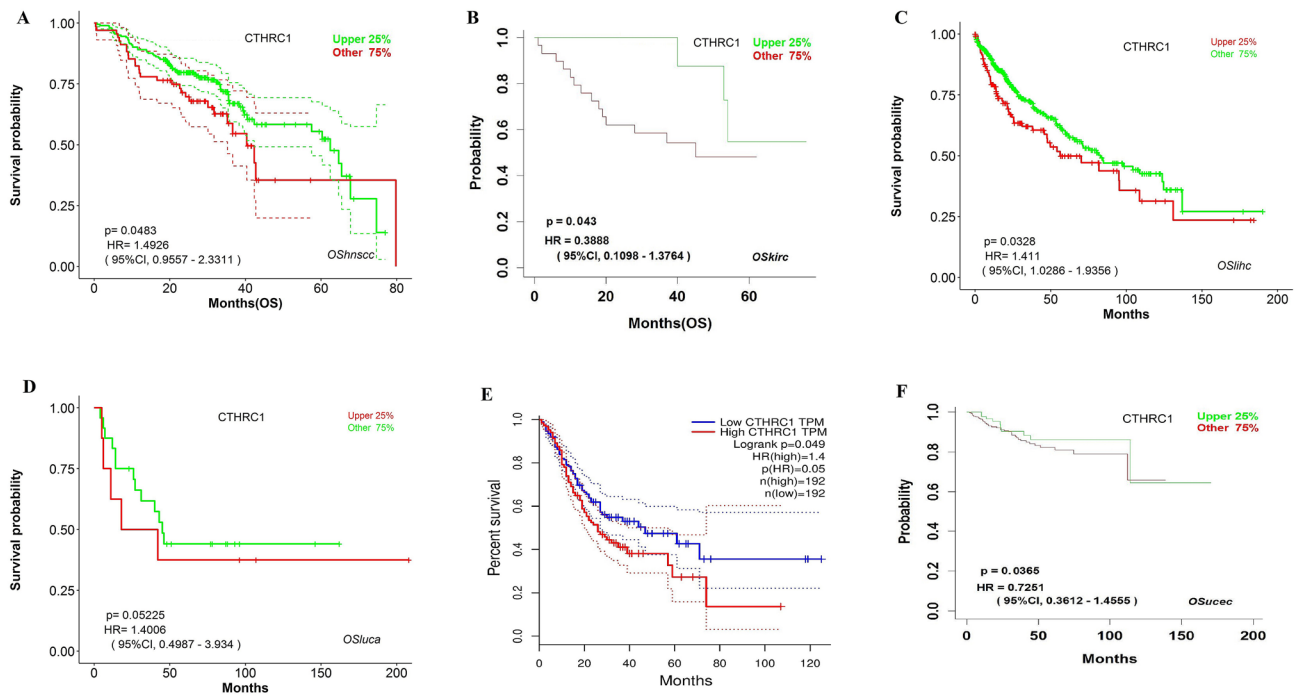 A
CTHRC1
Upper 25%
Other 75%
Survival probability
1.00
0.75
0.50
0.25
0.00
p= 0.0483
HR= 1.4926
( 95%CI, 0.9557 - 2.3311)
OShnscc
0
20
40
60
80
Months(OS)
B
CTHRC1
Upper 25%
Other 75%
Probability
1.0
0.8
0.6
0.4
0.2
0.0
p = 0.043
HR = 0.3888
( 95%CI, 0.1098 - 1.3764)
OSkirc
0
20
40
60
Months(OS)
C
CTHRC1
Upper 25%
Other 75%
Survival probability
1.00
0.75
0.50
0.25
0.00
p= 0.0328
HR= 1.411
( 95%CI, 1.0286 - 1.9356)
OSlihc
0
50
100
150
200
Months
D
CTHRC1
Upper 25%
Other 75%
Survival probability
1.00
0.75
0.50
0.25
0.00
p= 0.05225
HR= 1.4006
( 95%CI, 0.4987 - 3.934 )
OSluca
0
50
100
150
200
Months
E
Low CTHRC1 TPM
High CTHRC1 TPM
Logrank p=0.049
HR(high)=1.4
p(HR)=0.05
n(high)=192
n(low)=192
Percent survival
1.0
0.8
0.6
0.4
0.2
0.0
0
20
40
60
80
100
120
Months
F
CTHRC1
Upper 25%
Other 75%
Probability
1.0
0.8
0.6
0.4
0.2
0.0
p = 0.0365
HR = 0.7251
( 95%CI, 0.3612 - 1.4555)
OSucec
0
50
100
150
200
Months